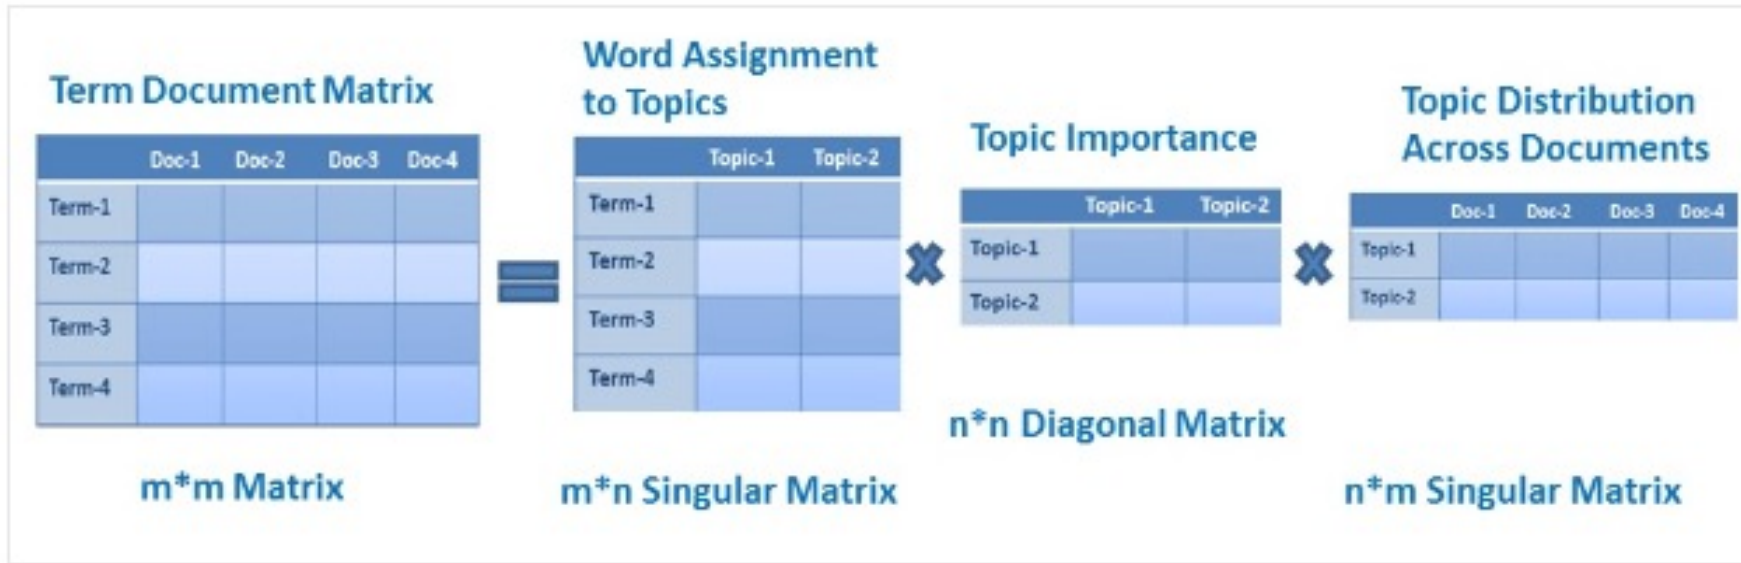 Term Document Matrix
Doc-1 Doc-2 Doc-3 Doc-4
Term-1
Term-2
Term-3
Term-4
m*m Matrix
Word Assignment
to Topics
Topic-1 Topic-2
Term-1
Term-2
Term-3
Term-4
m*n Singular Matrix
Topic Importance
Topic-1 Topic-2
Topic-1
Topic-2
n*n Diagonal Matrix
Topic Distribution
Across Documents
Doc-1 Doc-2 Doc-3 Doc-4
Topic-1
Topic-2
n*m Singular Matrix